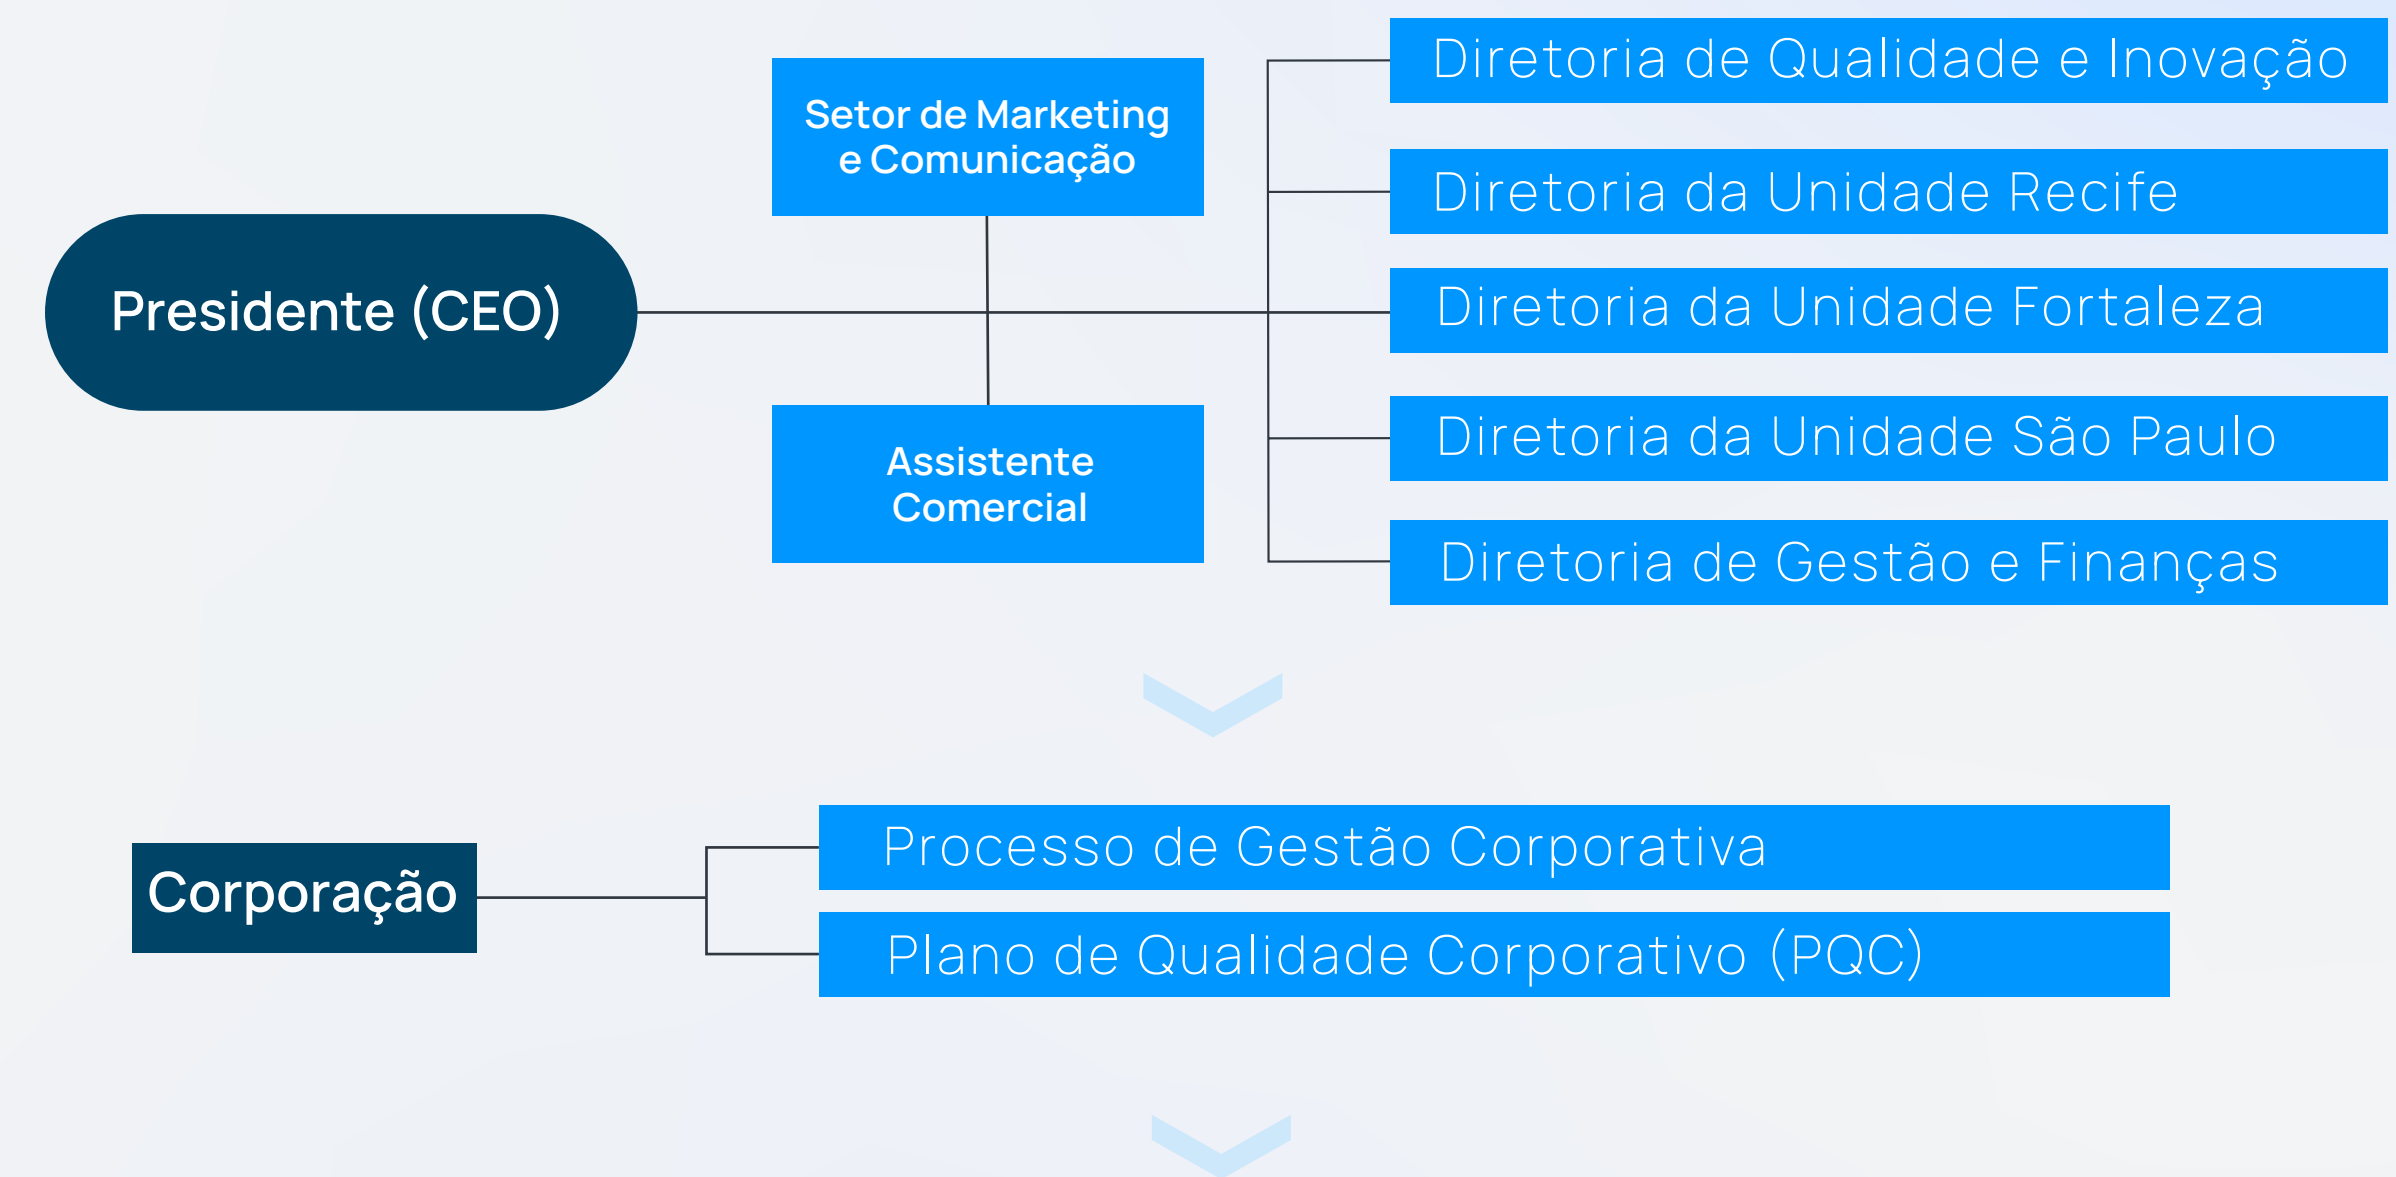 Presidente (CEO)
Setor de Marketing
e Comunicação
Assistente
Comercial
Diretoria de Qualidade e Inovação
Diretoria da Unidade Recife
Diretoria da Unidade Fortaleza
Diretoria da Unidade São Paulo
Diretoria de Gestão e Finanças
Corporação
Processo de Gestão Corporativa
Plano de Qualidade Corporativo (PQC)